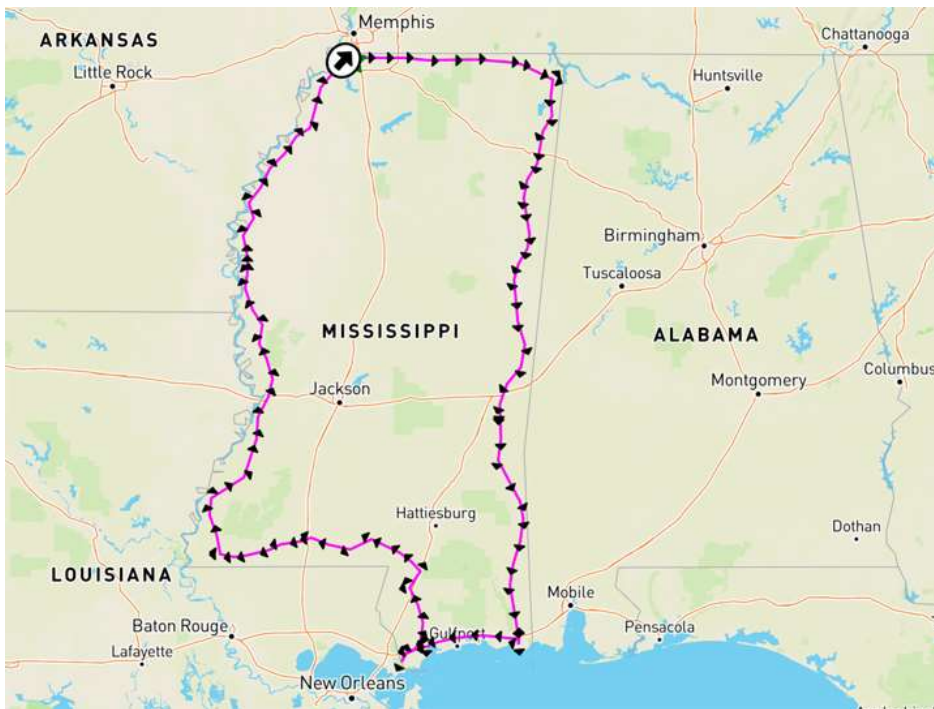 Memphis
ARKANSAS
Chattanooga
Little Rock
Huntsville
Birmingham
Tuscaloosa
MISSISSIPPI
ALABAMA
Jackson
Montgomery
Columbus
Hattiesburg
Dothan
LOUISIANA
Mobile
Baton Rouge
Gulfport
Pensacola
Lafayette
New Orleans